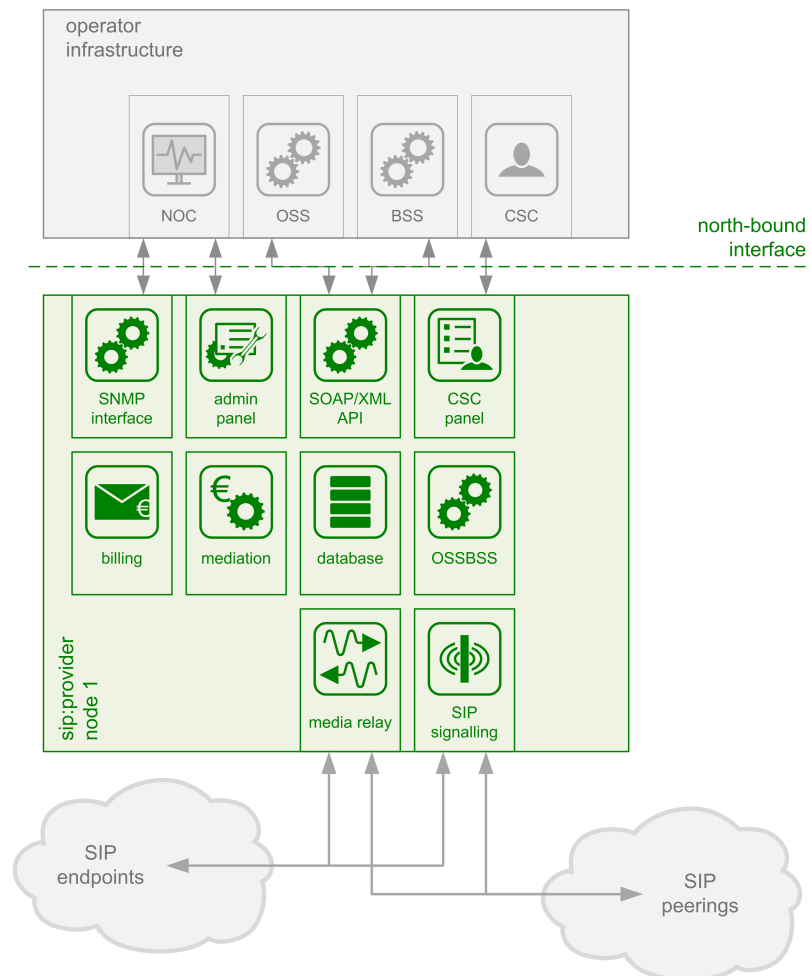 operator
infrastructure
NOC
OSS
BSS
CSC
north-bound
interface
SNMP
interface
admin
panel
SOAP/XML
API
CSC
panel
€
€
billing
mediation
database
OSSBSS
sip:provider
node 1
media relay
SIP
signalling
SIP
endpoints
SIP
peerings